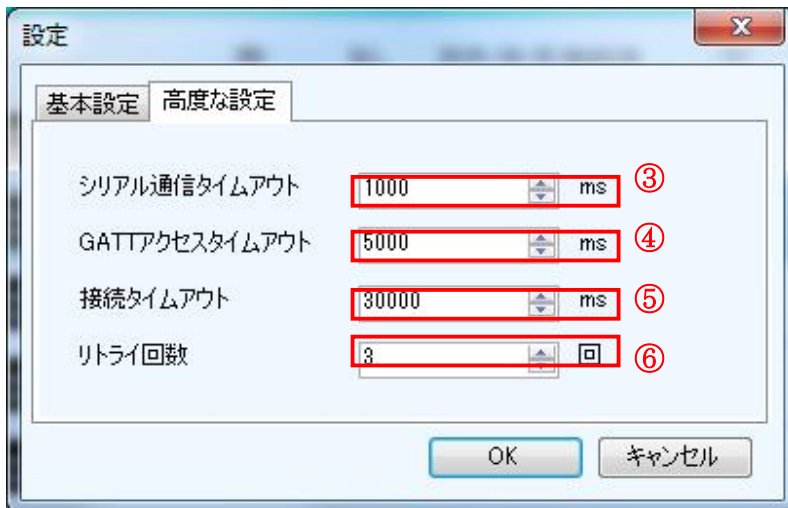 設定
基本設定 高度な設定
シリアル通信タイムアウト 1000 ms ③
GATTアクセスタイムアウト 5000 ms ④
接続タイムアウト 30000 ms ⑤
リトライ回数 3 回 ⑥
OK キャンセル